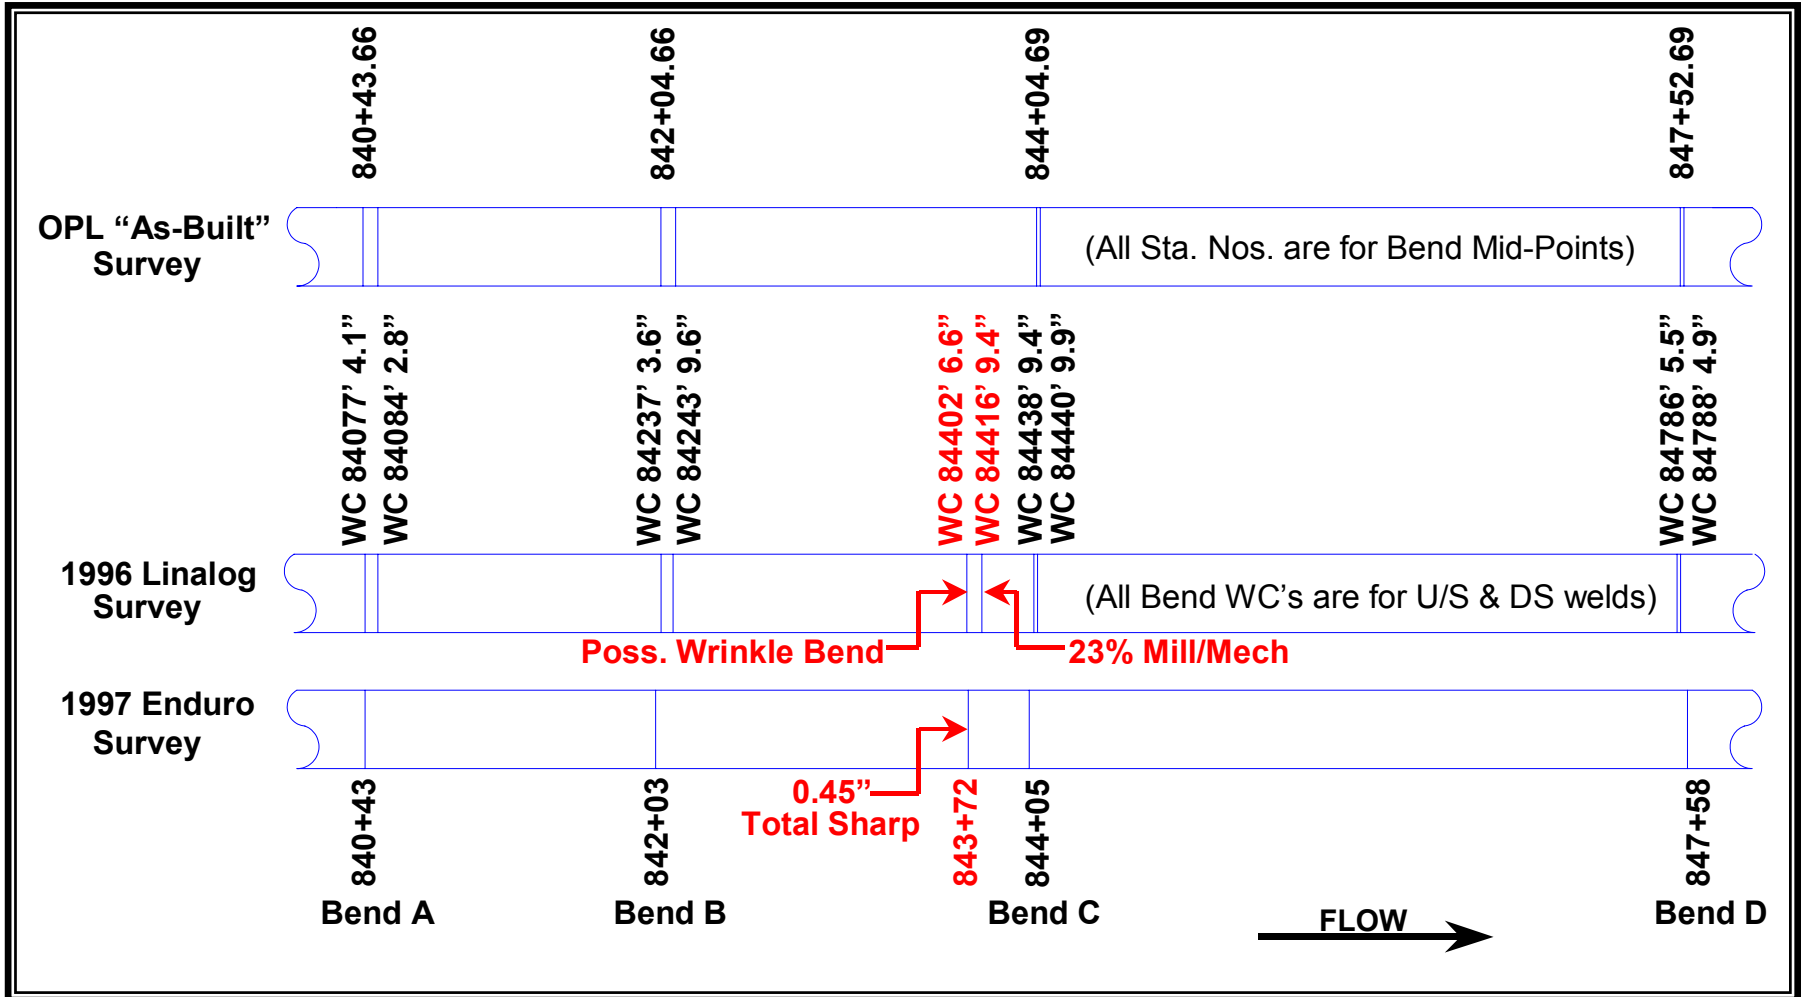 840+43.66
842+04.66
844+04.69
847+52.69
OPL “As-Built”
Survey
(All Sta. Nos. are for Bend Mid-Points)
WC 84077’ 4.1”
WC 84084’ 2.8”
WC 84237’ 3.6”
WC 84243’ 9.6”
WC 84402’ 6.6”
WC 84416’ 9.4”
WC 84438’ 9.4”
WC 84440’ 9.9”
WC 84786’ 5.5”
WC 84788’ 4.9”
1996 Linalog
Survey
(All Bend WC’s are for U/S & DS welds)
Poss. Wrinkle Bend
23% Mill/Mech
1997 Enduro
Survey
0.45”
Total Sharp
840+43
842+03
843+72
844+05
847+58
Bend A
Bend B
Bend C
Bend D
FLOW